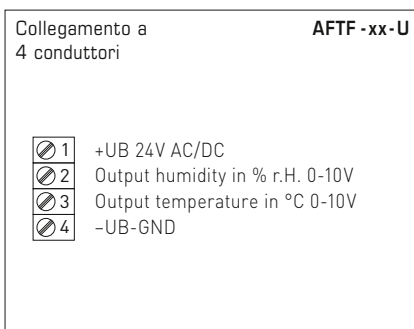 Collegamento a AFTF-xx-U
4 conduttori
1 +UB 24V AC/DC
2 Output humidity in % r.H. 0-10V
3 Output temperature in °C 0-10V
4 –UB-GND